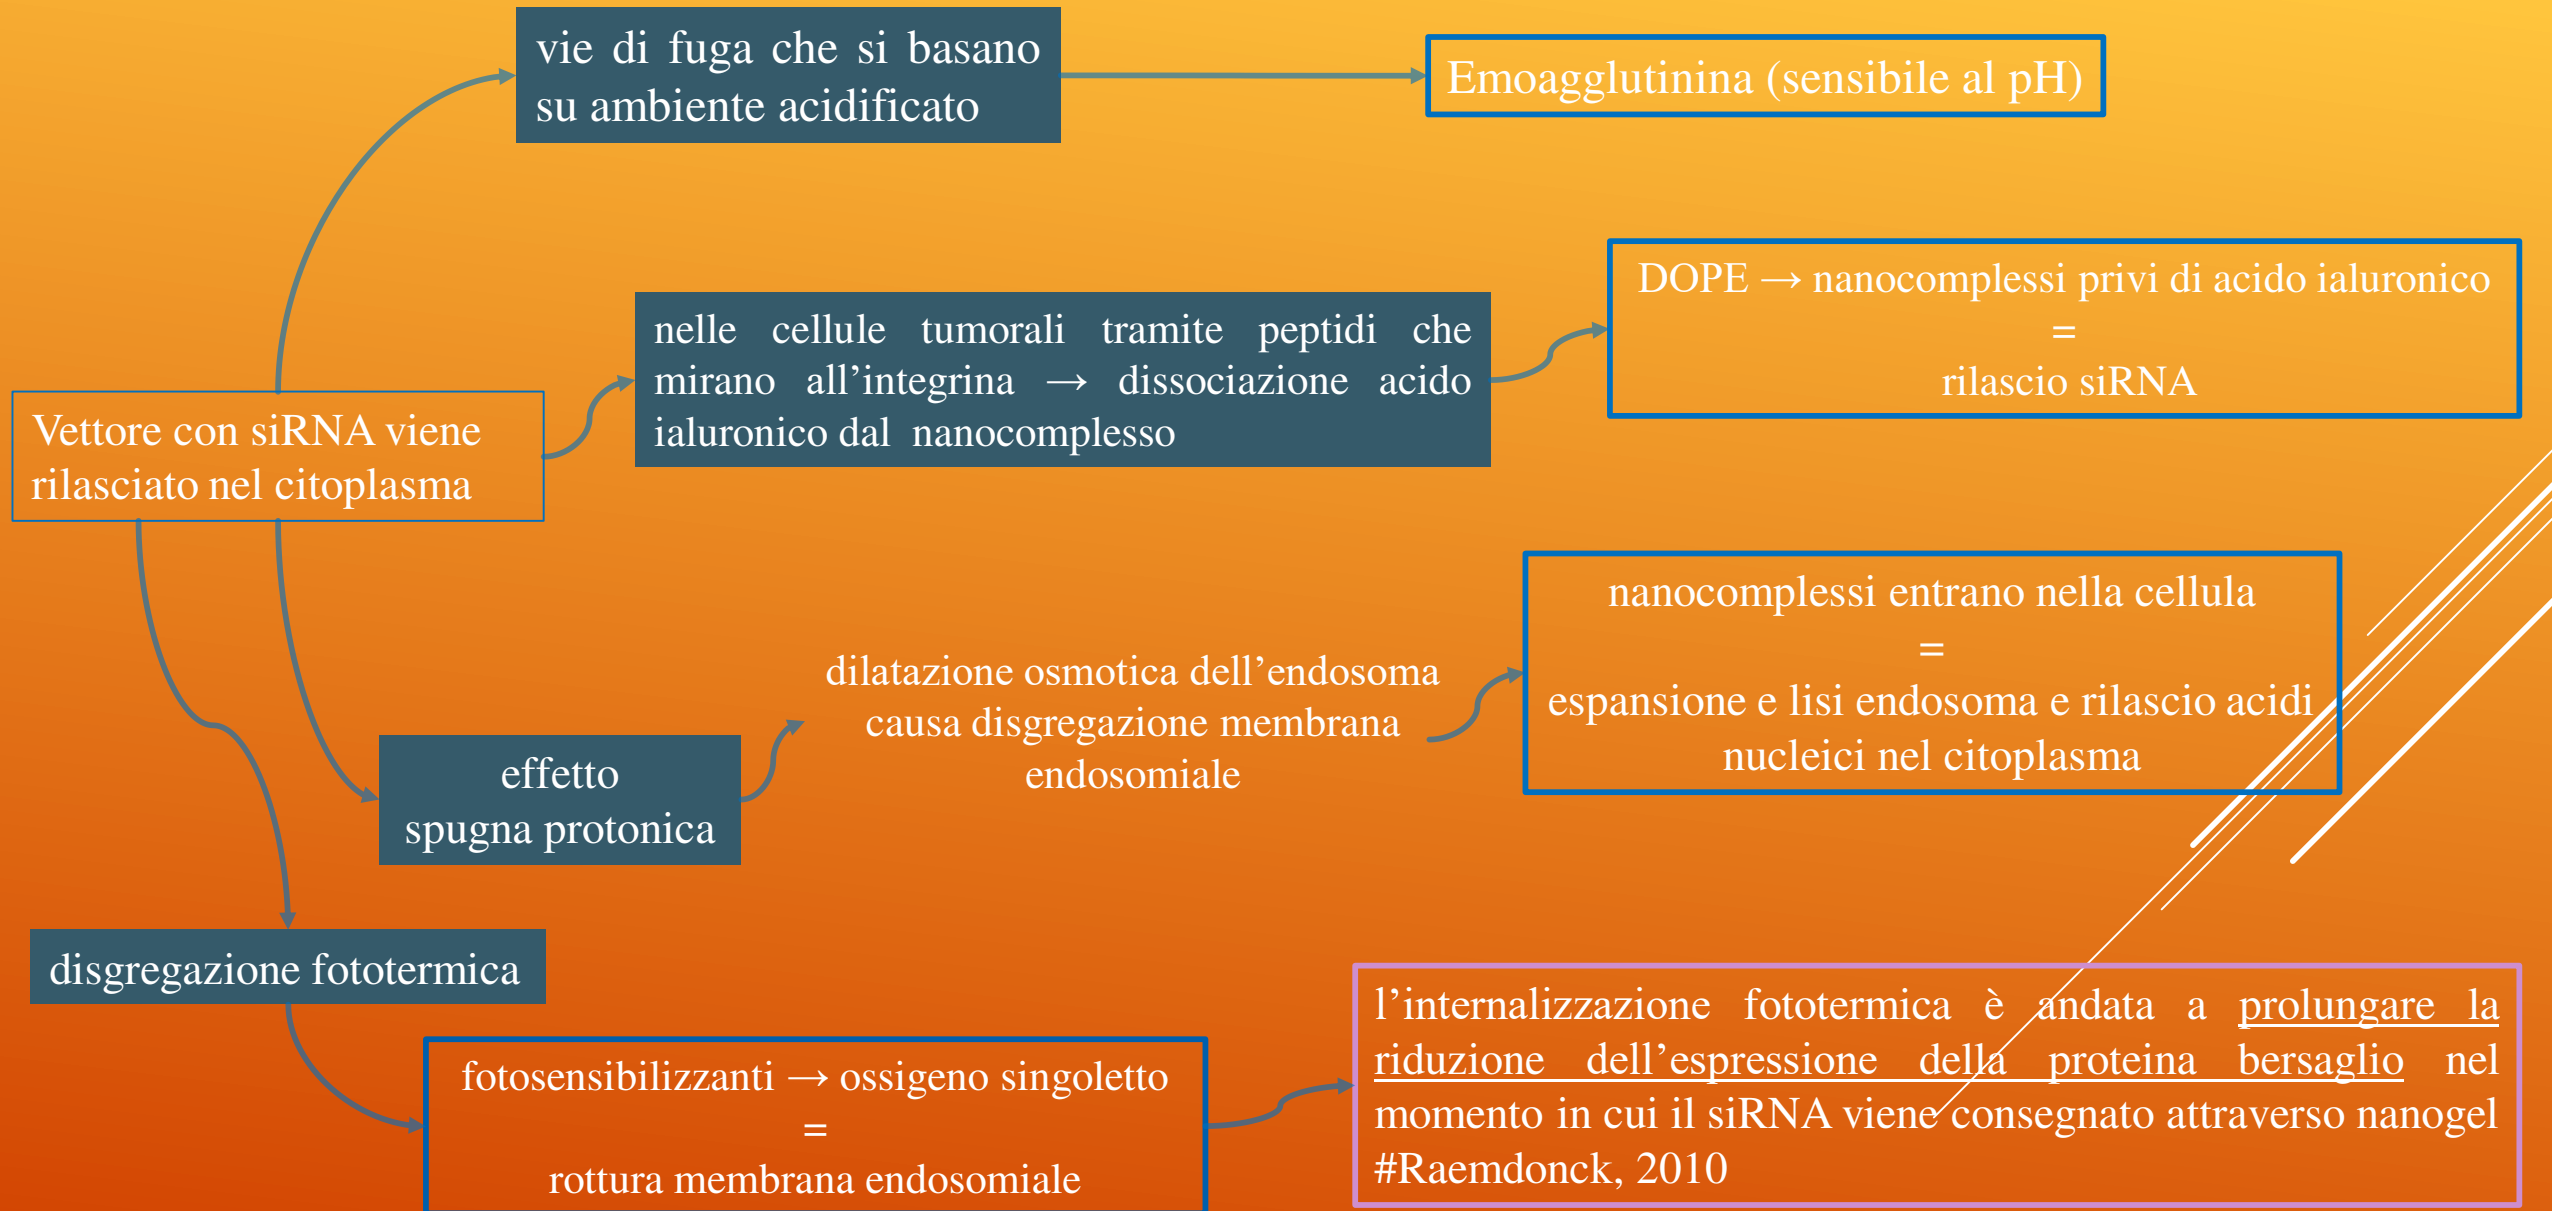 vie di fuga che si basano
su ambiente acidificato
Emoagglutinina (sensibile al pH)
nelle cellule tumorali tramite peptidi che
mirano all’integrina → dissociazione acido
ialuronico dal nanocomplesso
DOPE → nanocomplessi privi di acido ialuronico
=
rilascio siRNA
Vettore con siRNA viene
rilasciato nel citoplasma
effetto
spugna protonica
dilatazione osmotica dell’endosoma
causa disgregazione membrana
endosomiale
nanocomplessi entrano nella cellula
=
espansione e lisi endosoma e rilascio acidi
nucleici nel citoplasma
disgregazione fototermica
fotosensibilizzanti → ossigeno singoletto
=
rottura membrana endosomiale
l’internalizzazione fototermica è andata a prolungare la
riduzione dell’espressione della proteina bersaglio nel
momento in cui il siRNA viene consegnato attraverso nanogel
#Raemdonck, 2010